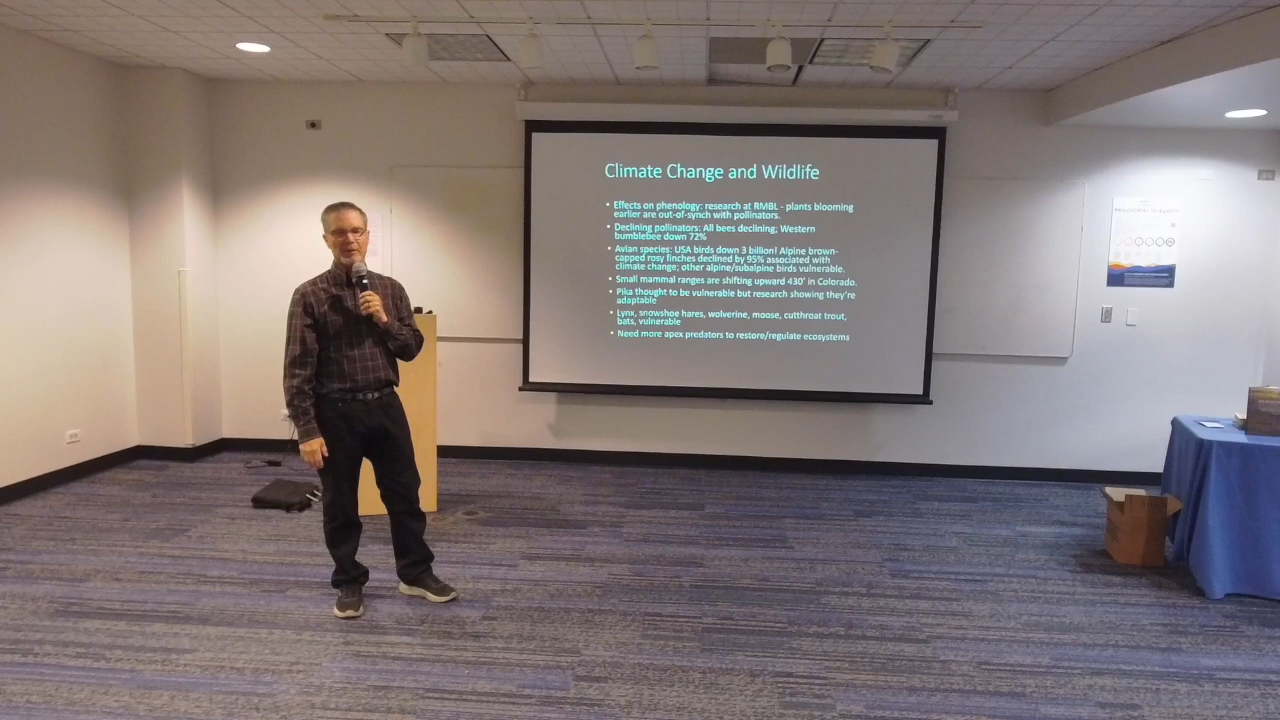 Climate Change and Wildlife
• Effects on phenology: research at RMBL - plants blooming
earlier are out-of-synch with pollinators.
• Declining pollinators: All bees declining; Western
bumblebee down 72%
• Avian species: USA birds down 3 billion! Alpine brown-
capped rosy finches declined by 95% associated with
climate change; other alpine/subalpine birds vulnerable.
• Small mammal ranges are shifting upward 430' in Colorado.
• Pika thought to be vulnerable but research showing they're
adaptable
• Lynx, snowshoe hares, wolverine, moose, cutthroat trout,
bats, vulnerable
• Need more apex predators to restore/regulate ecosystems